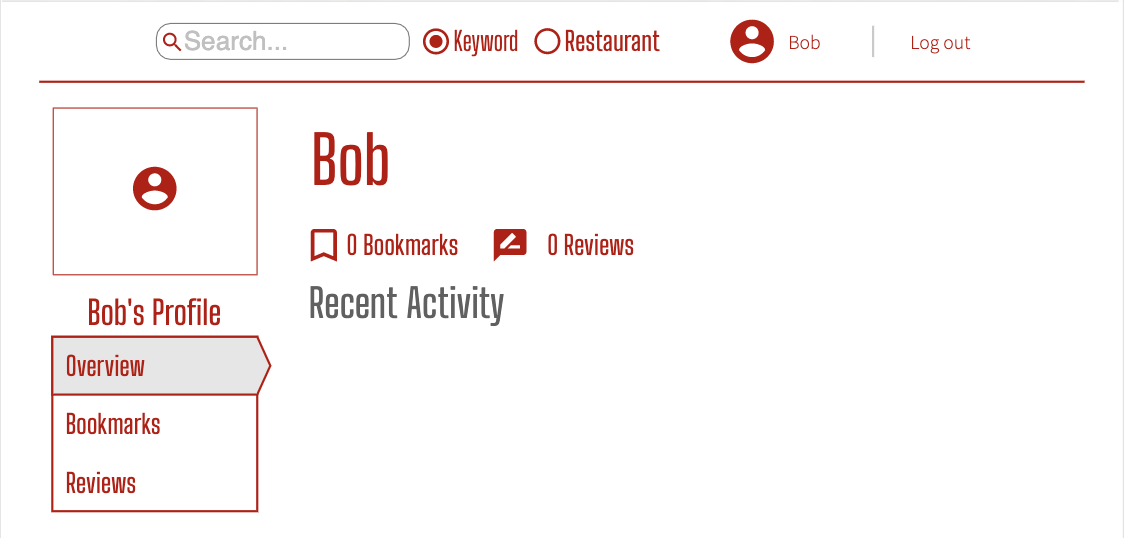 Search... Keyword Restaurant Bob Log out
Bob
0 Bookmarks 0 Reviews
Recent Activity
Bob's Profile
Overview
Bookmarks
Reviews